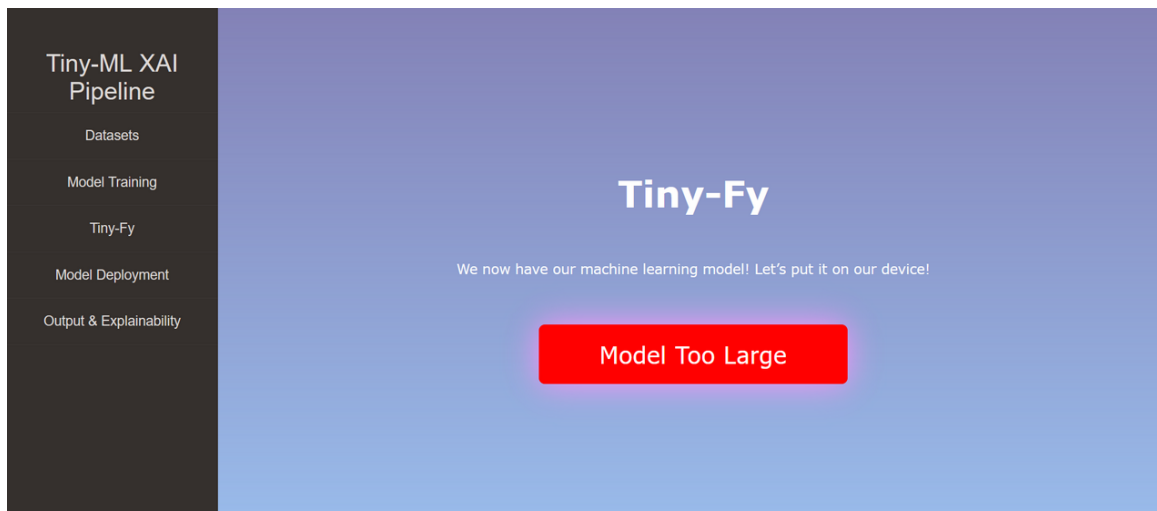 Tiny-ML XAI
Pipeline
Datasets
Model Training
Tiny-Fy
Model Deployment
Output & Explainability
Tiny-Fy
We now have our machine learning model! Let’s put it on our device!
Model Too Large